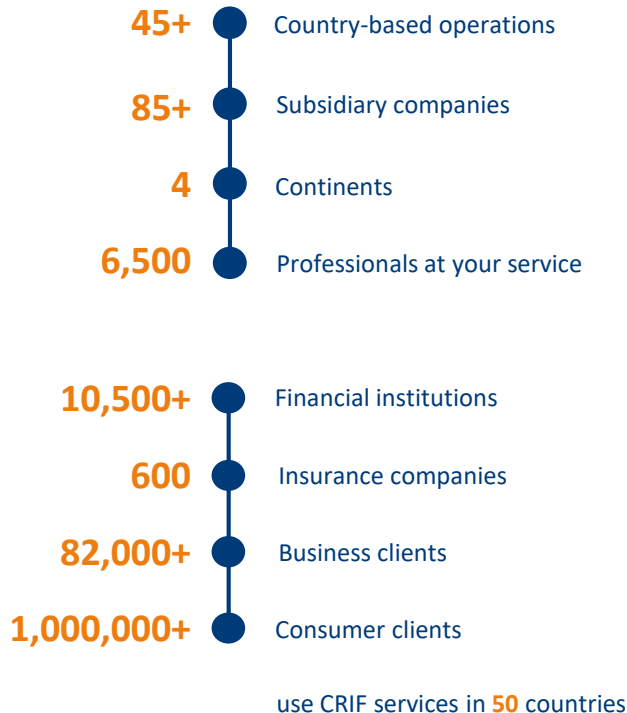 45+ Country-based operations
85+ Subsidiary companies
4 Continents
6,500 Professionals at your service
10,500+ Financial institutions
600 Insurance companies
82,000+ Business clients
1,000,000+ Consumer clients
use CRIF services in 50 countries